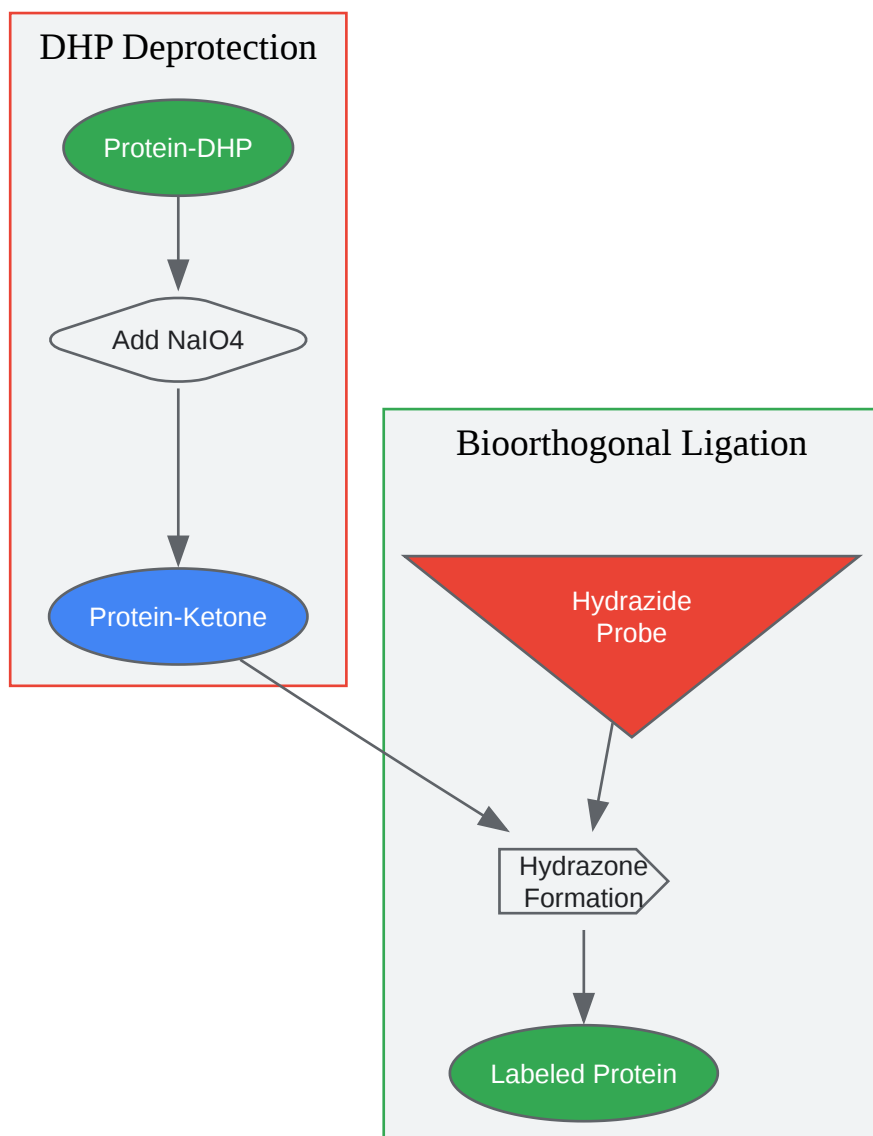 DHP Deprotection
Protein-DHP
Add NaIO4
Protein-Ketone
Bioorthogonal Ligation
Hydrazide
Probe
Hydrazone
Formation
Labeled Protein